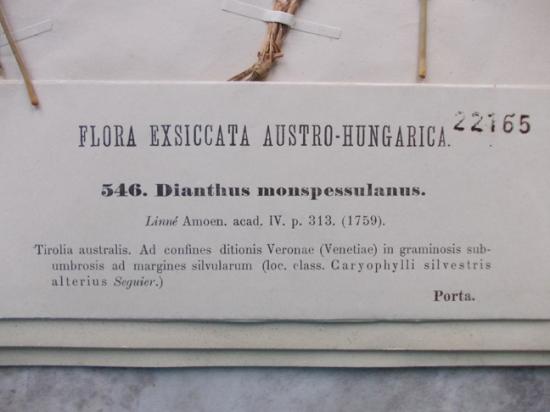 FLORA EXSICCATA AUSTRO-HUNGARICA. 22165
546. Dianthus monspessulanus.
Linné Amoen. acad. IV. p. 313. (1759).
Tirolia australis. Ad confines ditionis Veronae (Venetiae) in graminosis sub-
umbrosis ad margines silvularum (loc. class. Caryophylli silvestris
alterius Seguier.)
Porta.